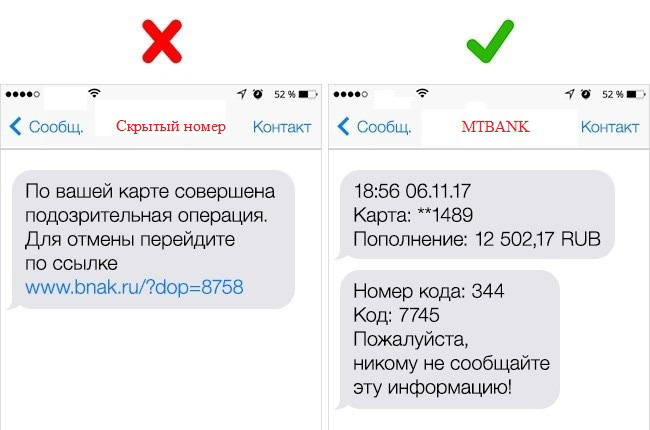 52 %
Сообщ.
Скрытый номер
Контакт
По вашей карте совершена
подозрительная операция.
Для отмены перейдите
по ссылке
www.bnak.ru/?dop=8758
52 %
Сообщ.
MTBANK
Контакт
18:56 06.11.17
Карта: **1489
Пополнение: 12 502,17 RUB
Номер кода: 344
Код: 7745
Пожалуйста,
никому не сообщайте
эту информацию!